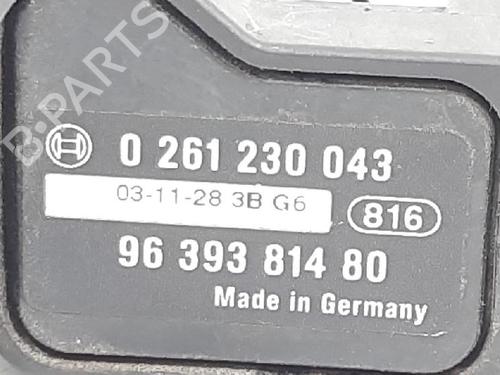 B-PARTS
0 261 230 043
03-11-28 3B G6
816
96 393 814 80
Made in Germany